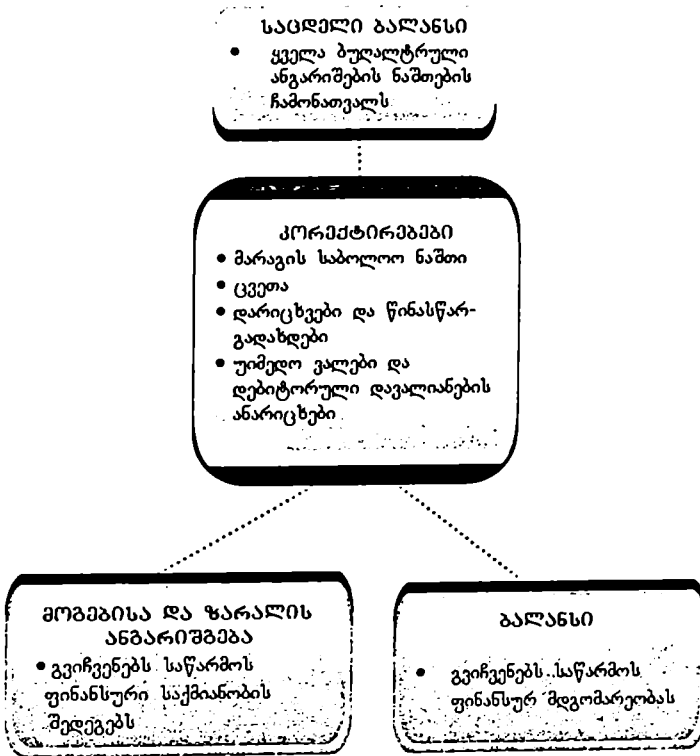 საცდელი ბალანსი
• ყველა ბუღალტრული
ანგარიშების ნაშთების
ჩამონათვალს
კორექტირებები
• მარაგის საბოლოო ნაშთი
• ცვეთა
• დარიცხვები და წინასწარ-
გადახდები
• უიმედო ვალები და
დებიტორული დავალიანების
ანარიცხები
მოგებისა და ზარალის
ანგარიშგება
• გვიჩვენებს საწარმოს
ფინანსური საქმიანობის
შედეგებს
ბალანსი
• გვიჩვენებს საწარმოს
ფინანსურ მდგომარეობას